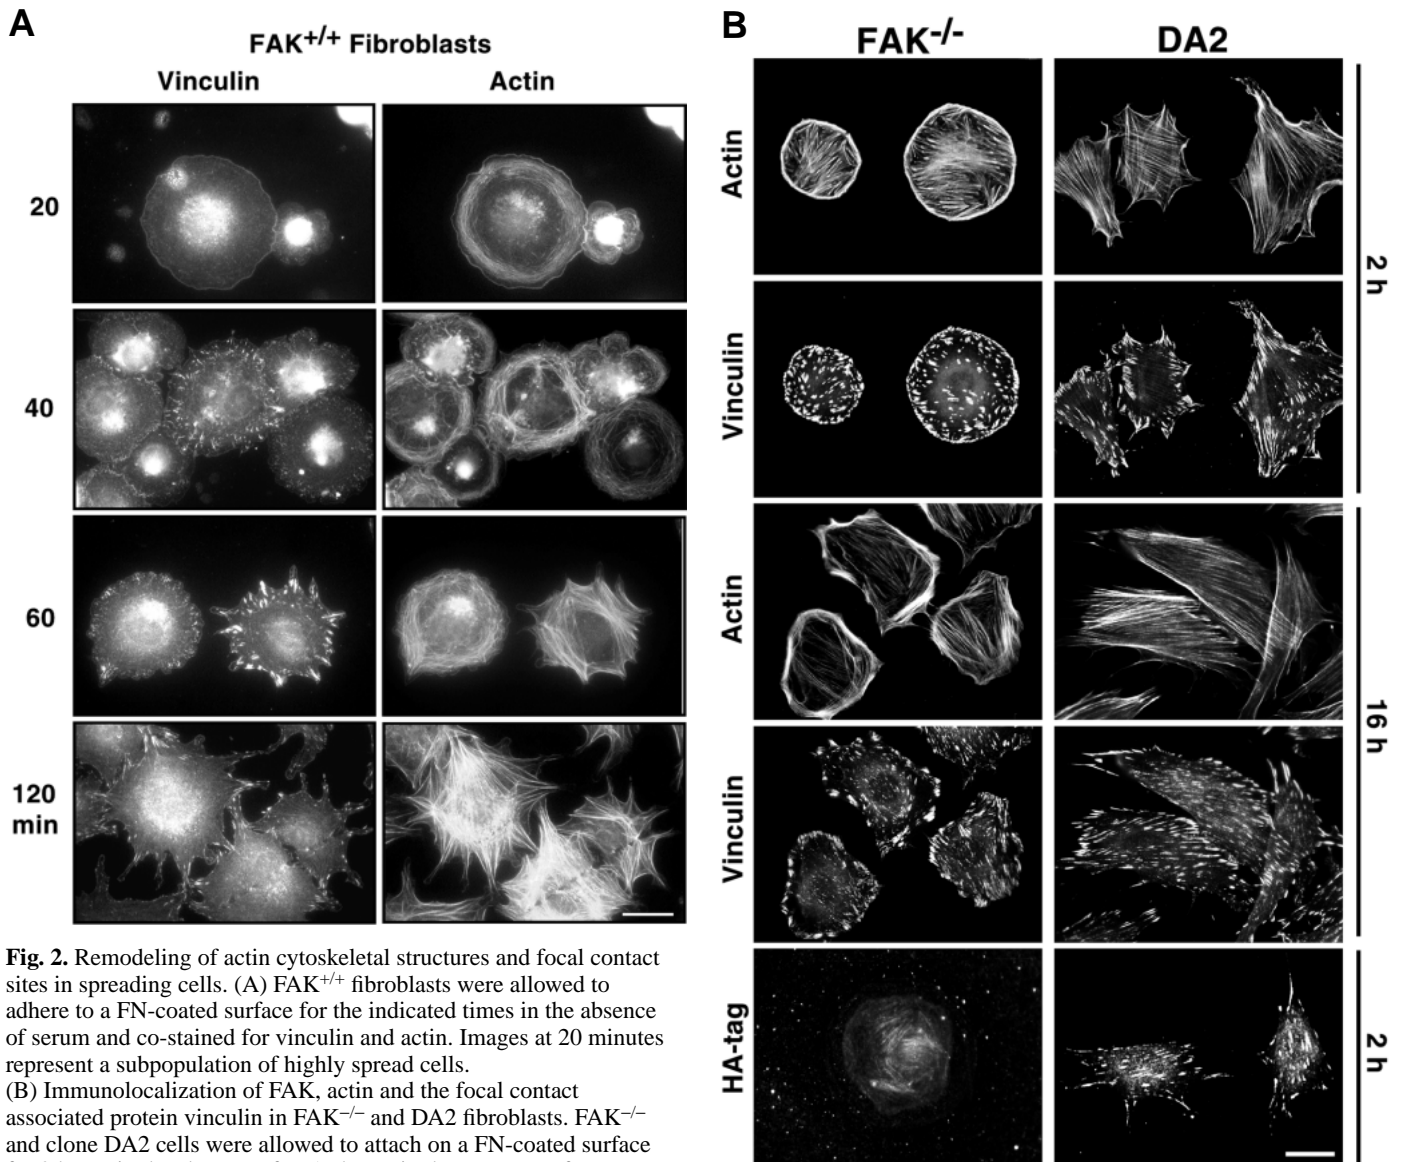 A
FAK+/+ Fibroblasts
Vinculin
Actin
20
40
60
120
min
Fig. 2. Remodeling of actin cytoskeletal structures and focal contact
sites in spreading cells. (A) FAK+/+ fibroblasts were allowed to
adhere to a FN-coated surface for the indicated times in the absence
of serum and co-stained for vinculin and actin. Images at 20 minutes
represent a subpopulation of highly spread cells.
(B) Immunolocalization of FAK, actin and the focal contact
associated protein vinculin in FAK−/− and DA2 fibroblasts. FAK−/−
and clone DA2 cells were allowed to attach on a FN-coated surface
B
FAK-/-
DA2
Actin
Vinculin
2 h
Actin
Vinculin
16 h
HA-tag
2 h